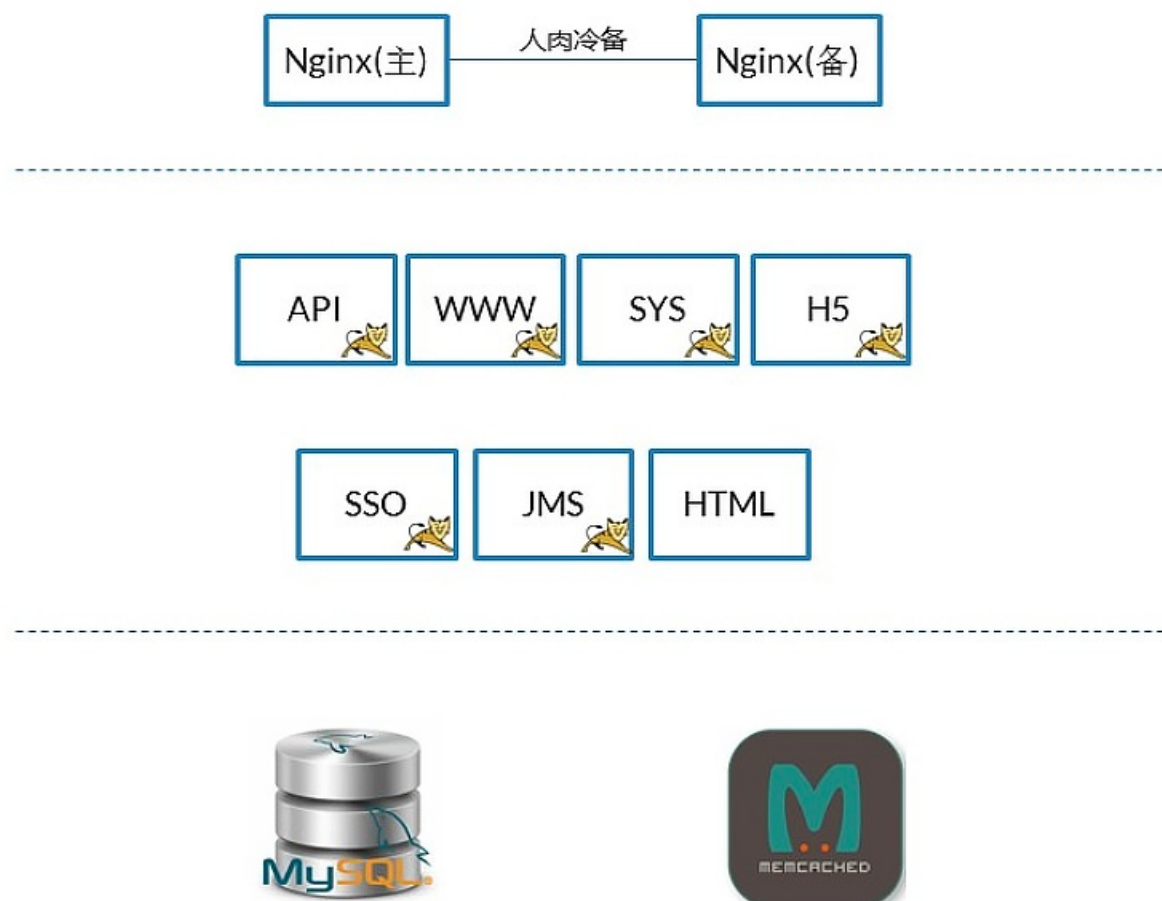 Nginx(主)
人肉冷备
Nginx(备)
API
WWW
SYS
H5
SSO
JMS
HTML
MySQL
MEMCACHED